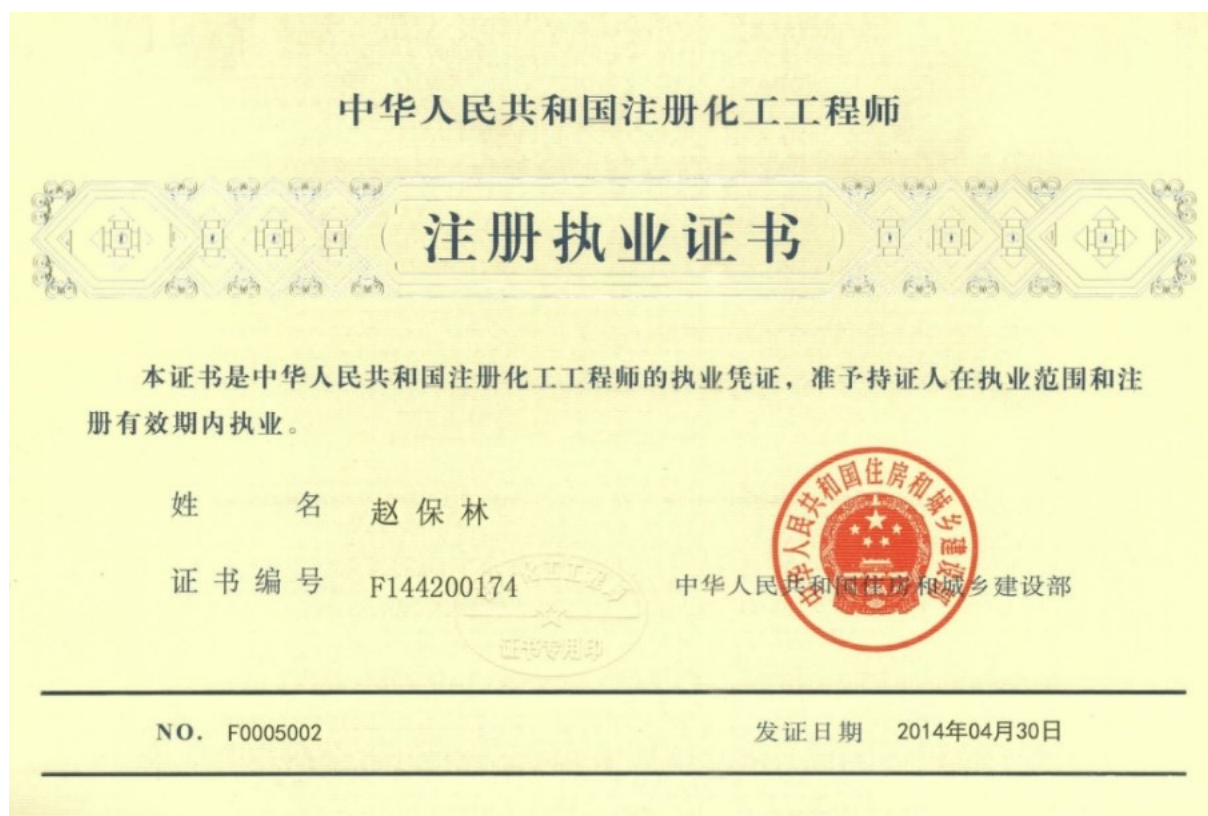 中华人民共和国注册化工工程师
注册执业证书
本证书是中华人民共和国注册化工工程师的执业凭证，准予持证人在执业范围和注
册有效期内执业。
姓 名 赵保林
中华人民共和国住房和城乡建设部
证书编号 F144200174
中华人民共和国住房和城乡建设部
证书专用印
NO. F0005002
发证日期 2014年04月30日